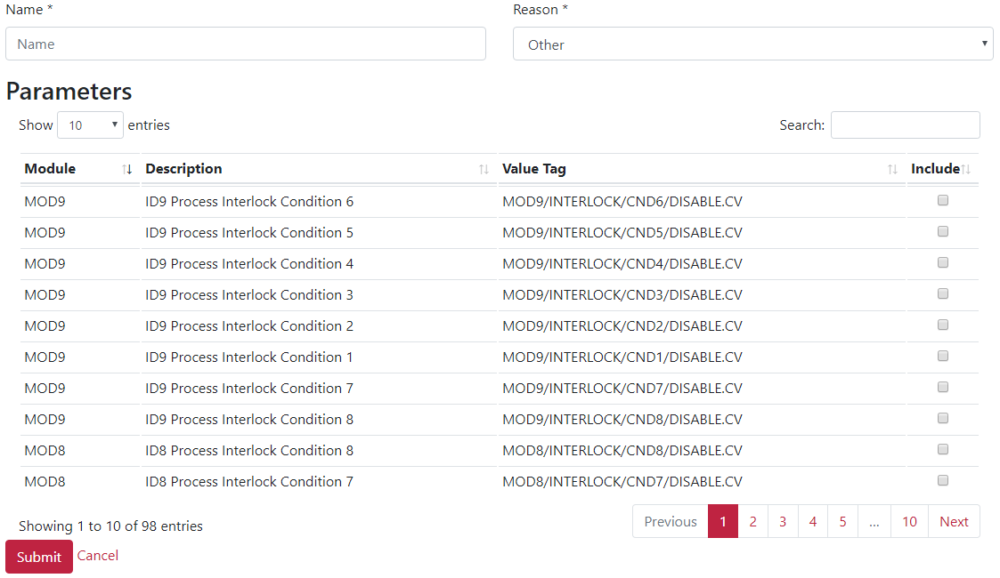 Name * Reason *
Name Other
Parameters
Show 10 entries Search:
Module Description Value Tag Include
MOD9 ID9 Process Interlock Condition 6 MOD9/INTERLOCK/CND6/DISABLE.CV
MOD9 ID9 Process Interlock Condition 5 MOD9/INTERLOCK/CND5/DISABLE.CV
MOD9 ID9 Process Interlock Condition 4 MOD9/INTERLOCK/CND4/DISABLE.CV
MOD9 ID9 Process Interlock Condition 3 MOD9/INTERLOCK/CND3/DISABLE.CV
MOD9 ID9 Process Interlock Condition 2 MOD9/INTERLOCK/CND2/DISABLE.CV
MOD9 ID9 Process Interlock Condition 1 MOD9/INTERLOCK/CND1/DISABLE.CV
MOD9 ID9 Process Interlock Condition 7 MOD9/INTERLOCK/CND7/DISABLE.CV
MOD9 ID9 Process Interlock Condition 8 MOD9/INTERLOCK/CND8/DISABLE.CV
MOD8 ID8 Process Interlock Condition 8 MOD8/INTERLOCK/CND8/DISABLE.CV
MOD8 ID8 Process Interlock Condition 7 MOD8/INTERLOCK/CND7/DISABLE.CV
Showing 1 to 10 of 98 entries Previous 1 2 3 4 5 ... 10 Next
Submit Cancel